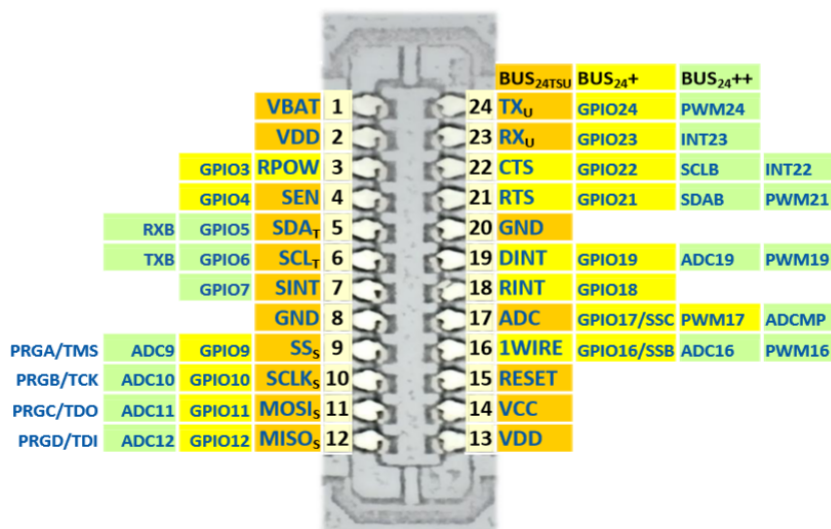 BUS24TSU BUS24+ BUS24++
VBAT 1 24 TXU GPIO24 PWM24
VDD 2 23 RXU GPIO23 INT23
GPIO3 RPOW 3 22 CTS GPIO22 SCLB INT22
GPIO4 SEN 4 21 RTS GPIO21 SDAB PWM21
RXB GPIO5 SDAT 5 20 GND
TXB GPIO6 SCLT 6 19 DINT GPIO19 ADC19 PWM19
GPIO7 SINT 7 18 RINT GPIO18
GND 8 17 ADC GPIO17/SSC PWM17 ADCMP
PRGA/TMS ADC9 GPIO9 SSS 9 16 1WIRE GPIO16/SSB ADC16 PWM16
PRGB/TCK ADC10 GPIO10 SCLKS 10 15 RESET
PRGC/TDO ADC11 GPIO11 MOSIS 11 14 VCC
PRGD/TDI ADC12 GPIO12 MISOS 12 13 VDD